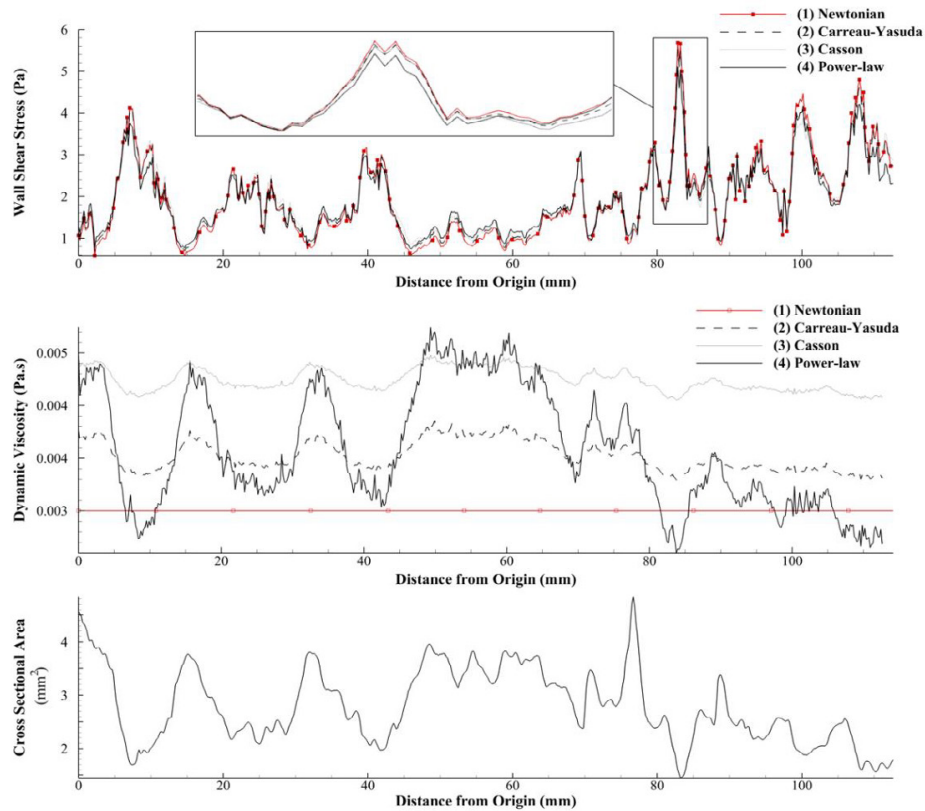 (1) Newtonian
(2) Carreau-Yasuda
(3) Casson
(4) Power-law
Wall Shear Stress (Pa)
6
5
4
3
2
1
0 20 40 60 80 100
Distance from Origin (mm)
(1) Newtonian
(2) Carreau-Yasuda
(3) Casson
(4) Power-law
Dynamic Viscosity (Pa.s)
0.005
0.004
0.004
0.003
0 20 40 60 80 100
Distance from Origin (mm)
Cross Sectional Area
(mm²)
4
3
2
0 20 40 60 80 100
Distance from Origin (mm)